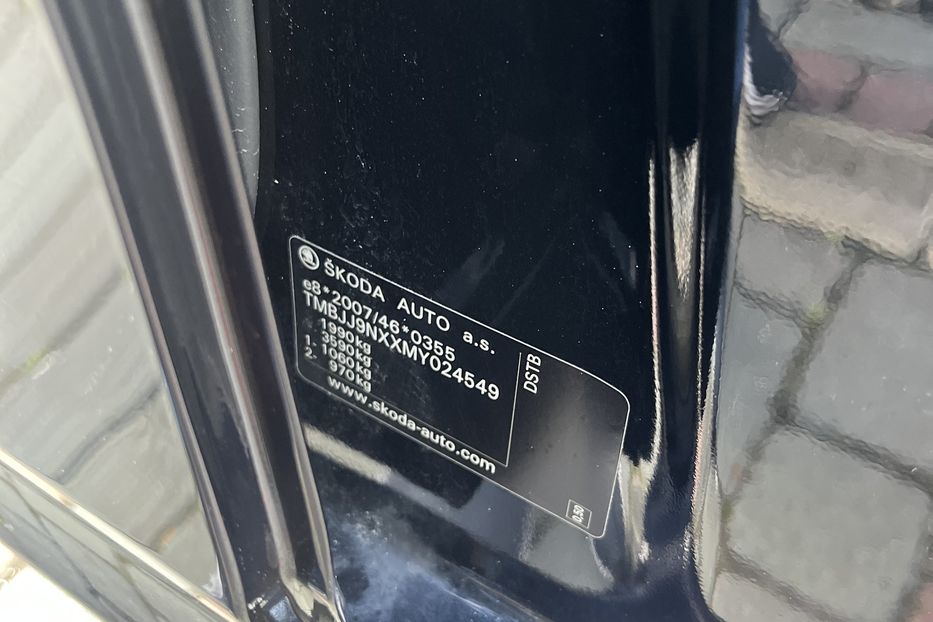 ŠKODA AUTO a.s.
e8*2007/46*0355
TMBJJ9NXXMY024549
1990kg
3590kg
1- 1060kg
2- 970kg
www.skoda-auto.com
DSTB
0,50